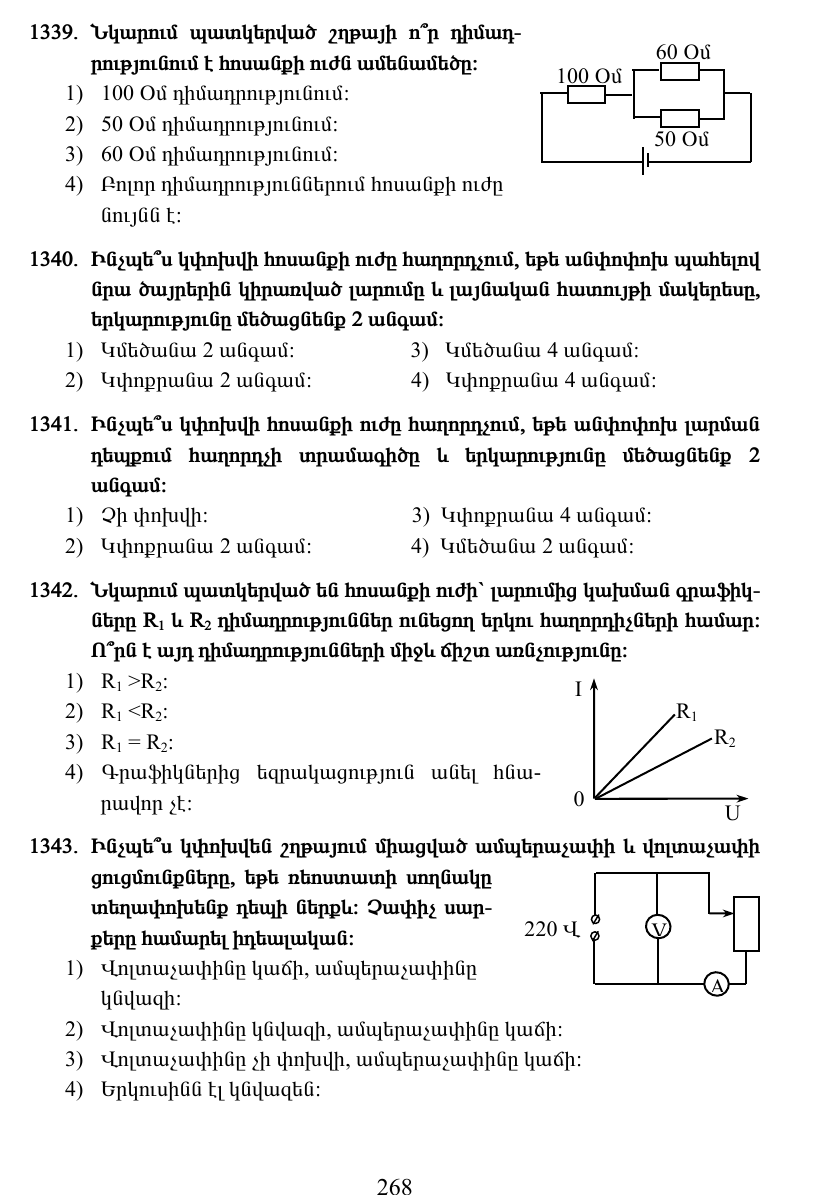 1339. Նկարում պատկերված շղթայի ո՞ր դիմադ-
րությունում է հոսանքի ուժն ամենամեծը:
1) 100 Օմ դիմադրությունում:
2) 50 Օմ դիմադրությունում:
3) 60 Օմ դիմադրությունում:
4) Բոլոր դիմադրություններում հոսանքի ուժը
նույնն է:
60 Օմ
100 Օմ
50 Օմ
1340. Ինչպե՞ս կփոխվի հոսանքի ուժը հաղորդչում, եթե անփոփոխ պահելով
նրա ծայրերին կիրառված լարումը և լայնական հատույթի մակերեսը,
երկարությունը մեծացնենք 2 անգամ:
1) Կմեծանա 2 անգամ: 3) Կմեծանա 4 անգամ:
2) Կփոքրանա 2 անգամ: 4) Կփոքրանա 4 անգամ:
1341. Ինչպե՞ս կփոխվի հոսանքի ուժը հաղորդչում, եթե անփոփոխ լարման
դեպքում հաղորդչի տրամագիծը և երկարությունը մեծացնենք 2
անգամ:
1) Չի փոխվի: 3) Կփոքրանա 4 անգամ:
2) Կփոքրանա 2 անգամ: 4) Կմեծանա 2 անգամ:
1342. Նկարում պատկերված են հոսանքի ուժի՝ լարումից կախման գրաֆիկ-
ները R₁ և R₂ դիմադրություններ ունեցող երկու հաղորդիչների համար:
Ո՞րն է այդ դիմադրությունների միջև ճիշտ առնչությունը:
1) R₁ >R₂:
2) R₁ <R₂:
3) R₁ = R₂:
4) Գրաֆիկներից եզրակացություն անել հնա-
րավոր չէ:
I
R₁
R₂
0
U
1343. Ինչպե՞ս կփոխվեն շղթայում միացված ամպերաչափի և վոլտաչափի
ցուցմունքները, եթե ռեոստատի սողնակը
տեղափոխենք դեպի ներքև: Չափիչ սար-
քերը համարել իդեալական:
1) Վոլտաչափինը կաճի, ամպերաչափինը
կնվազի:
2) Վոլտաչափինը կնվազի, ամպերաչափինը կաճի:
3) Վոլտաչափինը չի փոխվի, ամպերաչափինը կաճի:
4) Երկուսինն էլ կնվազեն:
220 Վ
V
A
268